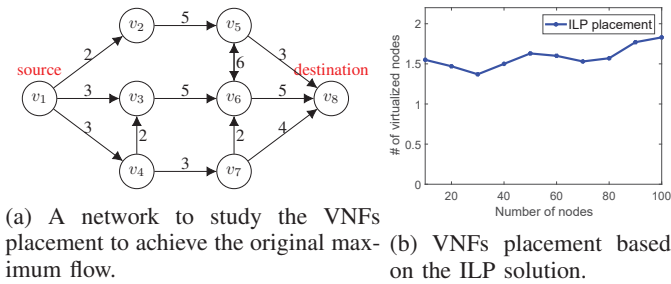 source
destination
v1
v2
v3
v4
v5
v6
v7
v8
2
5
3
3
5
6
5
3
2
3
2
4
(a) A network to study the VNFs
placement to achieve the original max-
imum flow.
ILP placement
# of virtualized nodes
2
1.5
1
0.5
0
20
40
60
80
100
Number of nodes
(b) VNFs placement based
on the ILP solution.